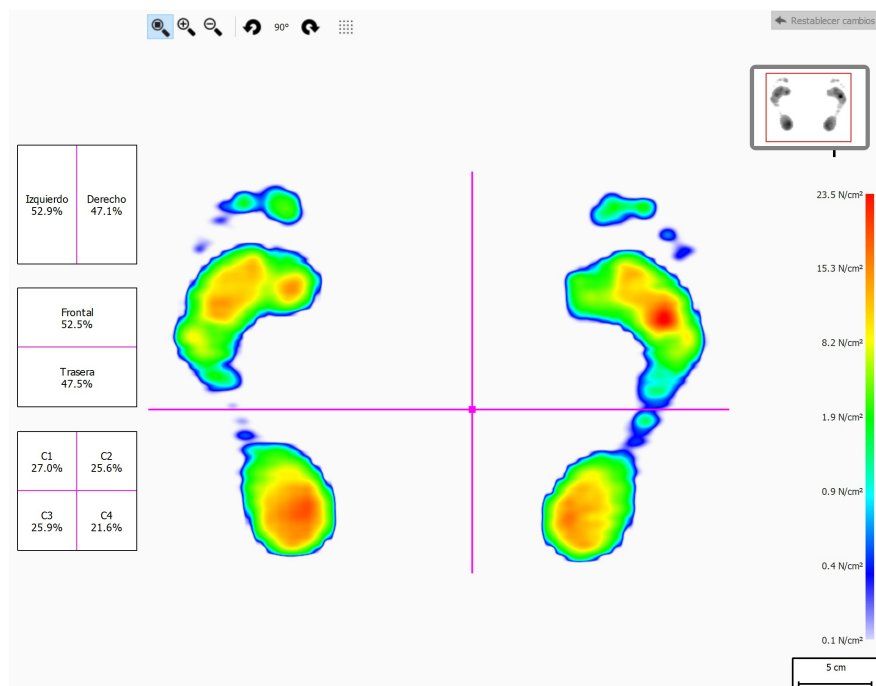 90°
Restablecer cambios
Izquierdo Derecho
52.9% 47.1%
Frontal
52.5%
Trasera
47.5%
C1 C2
27.0% 25.6%
C3 C4
25.9% 21.6%
23.5 N/cm²
15.3 N/cm²
8.2 N/cm²
1.9 N/cm²
0.9 N/cm²
0.4 N/cm²
0.1 N/cm²
5 cm